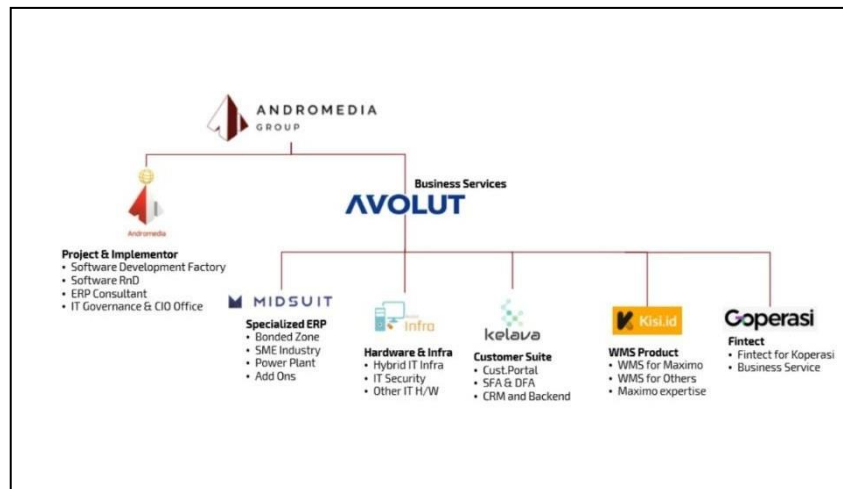 ANDROMEDIA
GROUP
Business Services
AVOLUT
Andromedia
Project & Implementor
• Software Development Factory
• Software RnD
• ERP Consultant
• IT Governance & CIO Office
MIDSUIT
Specialized ERP
• Bonded Zone
• SME Industry
• Power Plant
• Add Ons
Infra
Hardware & Infra
• Hybrid IT Infra
• IT Security
• Other IT H/W
kelava
Customer Suite
• Cust.Portal
• SFA & DFA
• CRM and Backend
Kisi.id
WMS Product
• WMS for Maximo
• WMS for Others
• Maximo expertise
Goperasi
Fintect
• Fintect for Koperasi
• Business Service